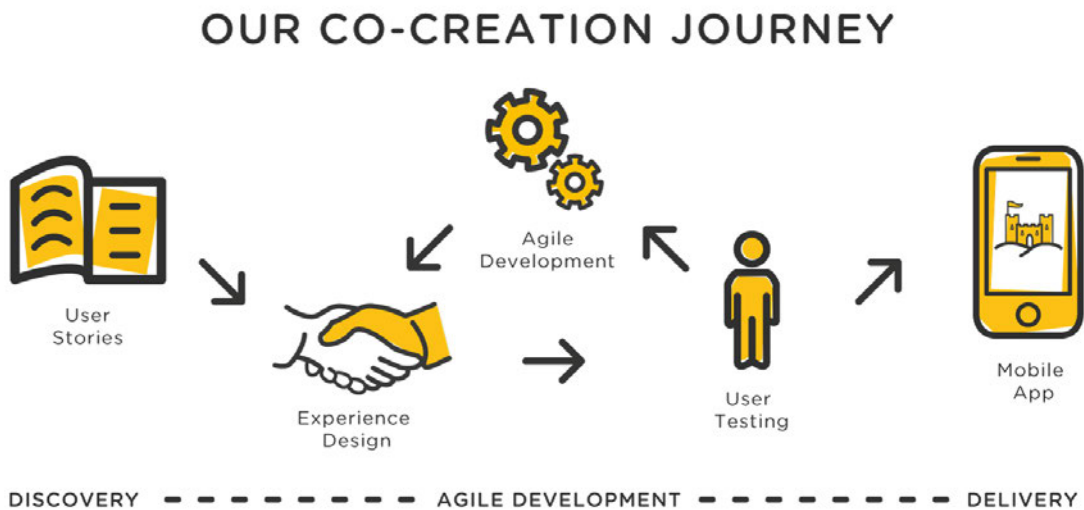 OUR CO-CREATION JOURNEY
User
Stories
Experience
Design
Agile
Development
User
Testing
Mobile
App
DISCOVERY
AGILE DEVELOPMENT
DELIVERY